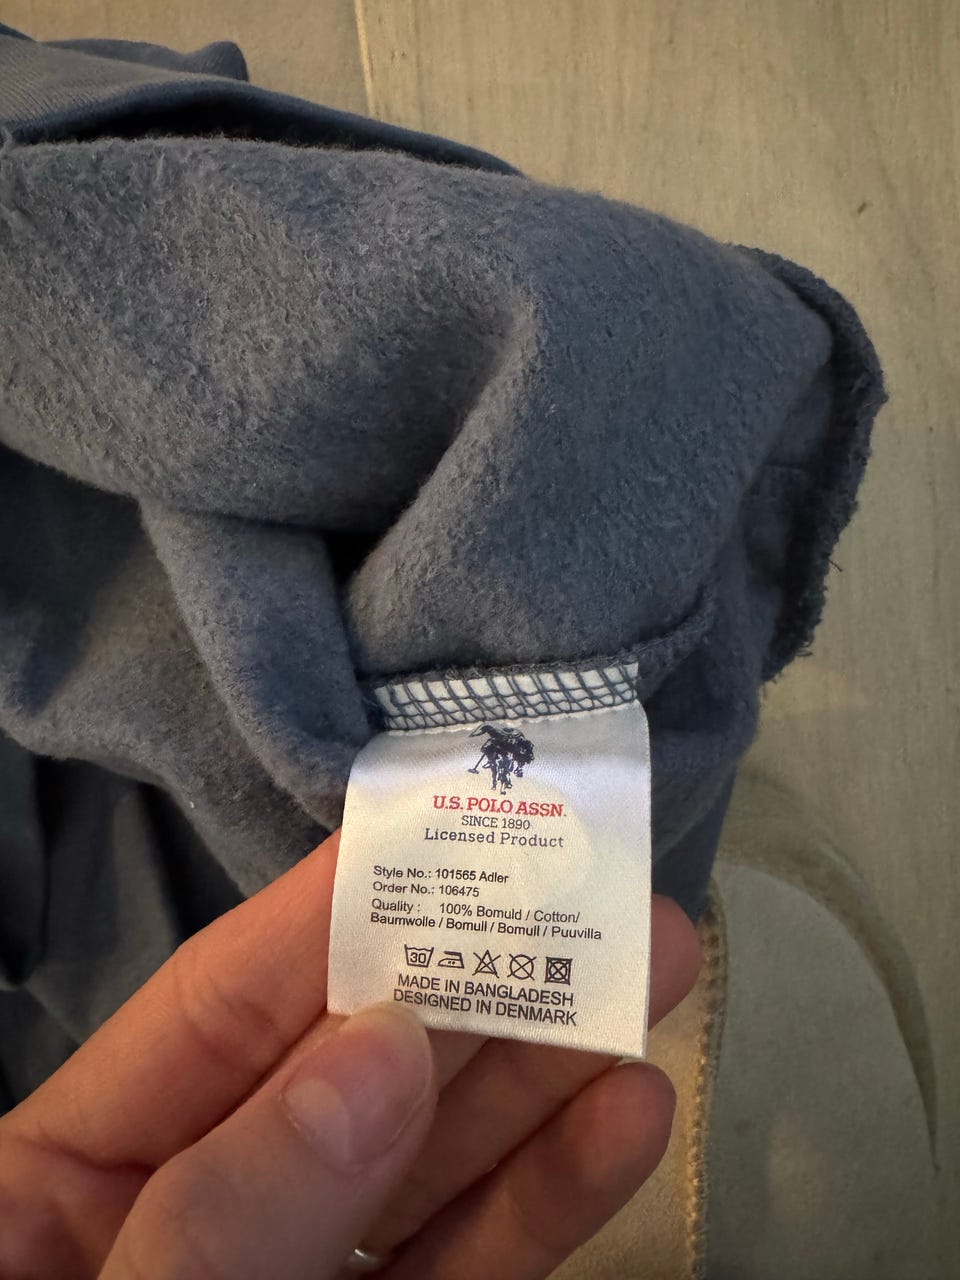 U.S. POLO ASSN.
SINCE 1890
Licensed Product
Style No.: 101565 Adler
Order No.: 106475
Quality : 100% Bomuld / Cotton/
Baumwolle / Bomull / Bomull / Puuvilla
30
MADE IN BANGLADESH
DESIGNED IN DENMARK